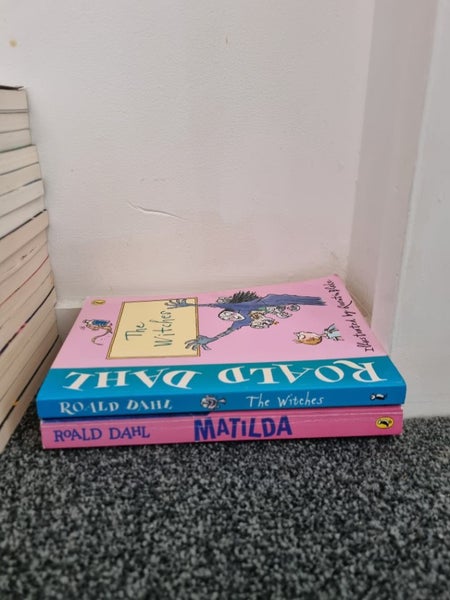 The
Witches
Illustrated by Quentin Blake
ROALD DAHL
ROALD DAHL The Witches
ROALD DAHL MATILDA